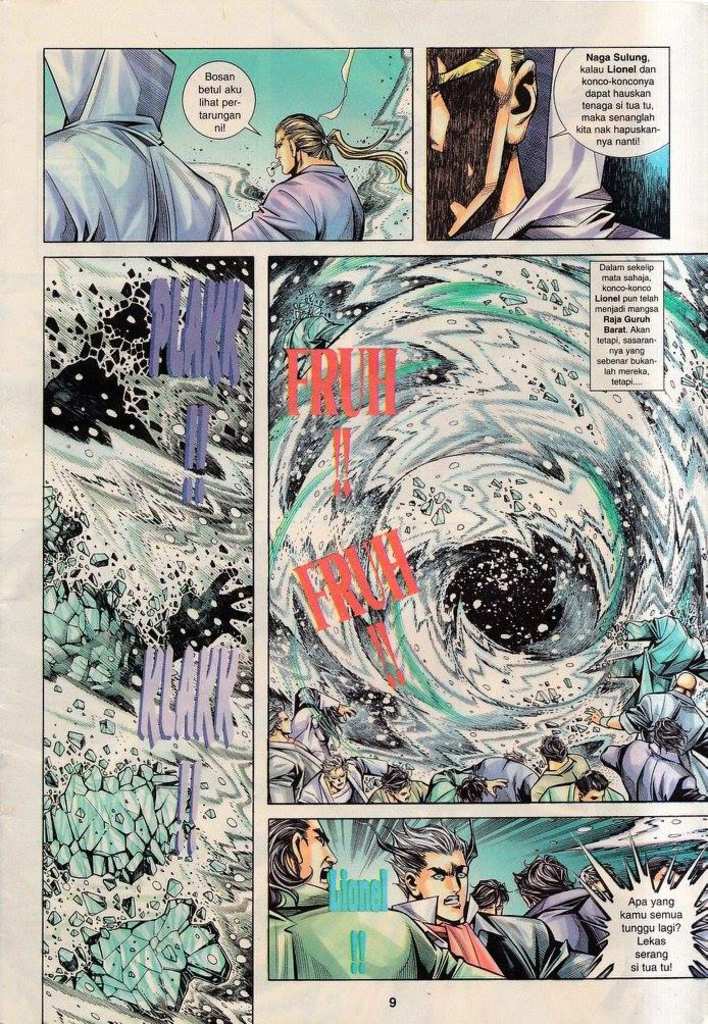 Bosan
betul aku
lihat per-
tarungan
ni!
Naga Sulung,
kalau Lionel dan
konco-konconya
dapat hauskan
tenaga si tua tu,
maka senanglah
kita nak hapuskan-
nya nanti!
PLAKK
!!
KLAKK
!!
Dalam sekelip
mata sahaja,
konco-konco
Lionel pun telah
menjadi mangsa
Raja Guruh
Barat. Akan
tetapi, sasaran-
nya yang
sebenar bukan-
lah mereka,
tetapi....
FRUH
!!
FRUH
!!
Lionel
!!
Apa yang
kamu semua
tunggu lagi?
Lekas
serang
si tua tu!
9